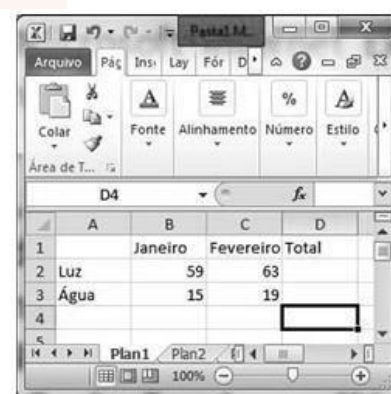 Pasta1 M...
Arquivo Pág Inse Lay Fór D
Colar Fonte Alinhamento Número Estilo
Área de T...
D4 fx
A B C D
1 Janeiro Fevereiro Total
2 Luz 59 63
3 Água 15 19
4
5
Plan1 Plan2
100%